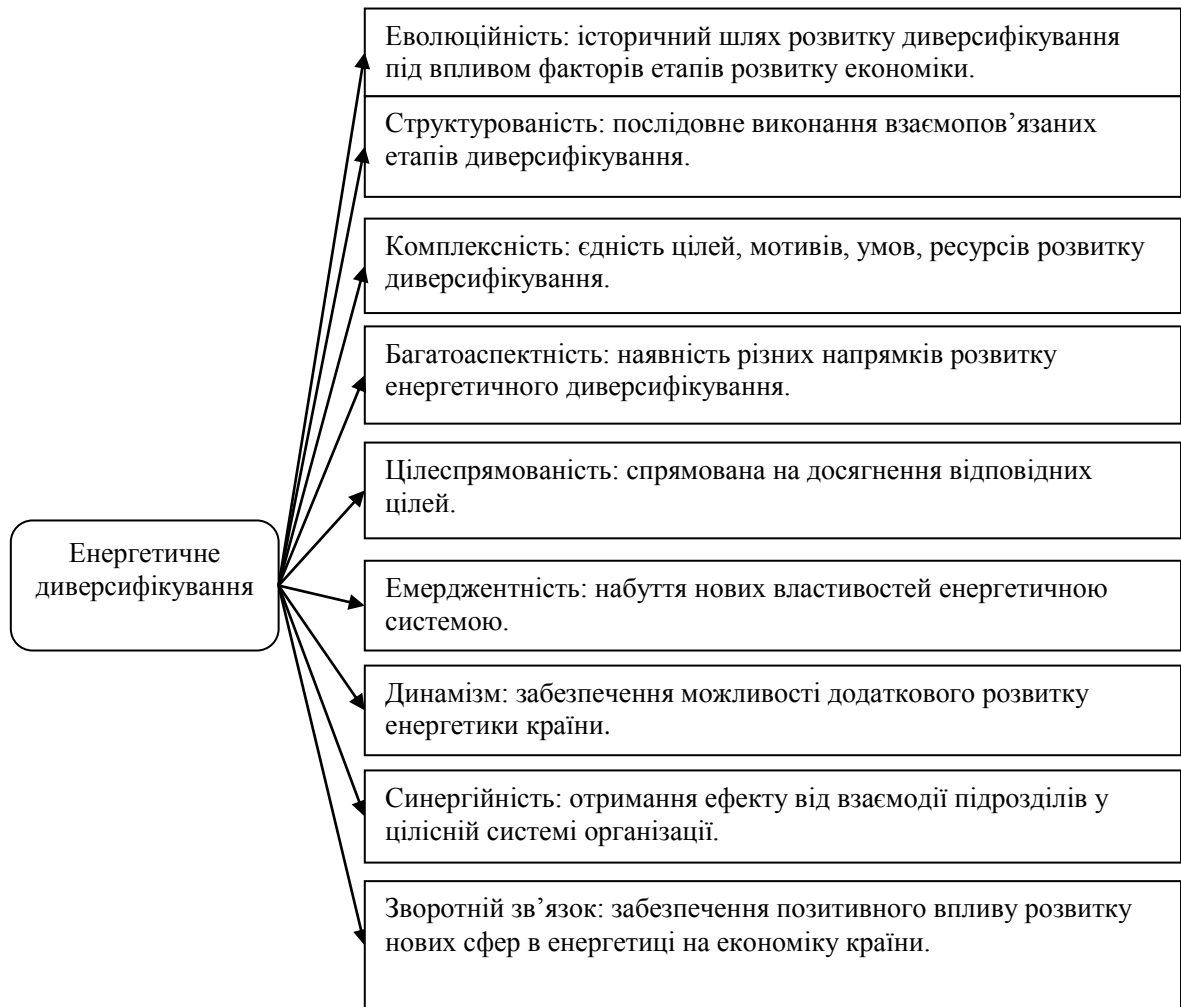 Еволюційність: історичний шлях розвитку диверсифікування
під впливом факторів етапів розвитку економіки.
Структурованість: послідовне виконання взаємопов’язаних
етапів диверсифікування.
Комплексність: єдність цілей, мотивів, умов, ресурсів розвитку
диверсифікування.
Багатоаспектність: наявність різних напрямків розвитку
енергетичного диверсифікування.
Цілеспрямованість: спрямована на досягнення відповідних
цілей.
Енергетичне
диверсифікування
Емерджентність: набуття нових властивостей енергетичною
системою.
Динамізм: забезпечення можливості додаткового розвитку
енергетики країни.
Синергійність: отримання ефекту від взаємодії підрозділів у
цілісній системі організації.
Зворотній зв’язок: забезпечення позитивного впливу розвитку
нових сфер в енергетиці на економіку країни.